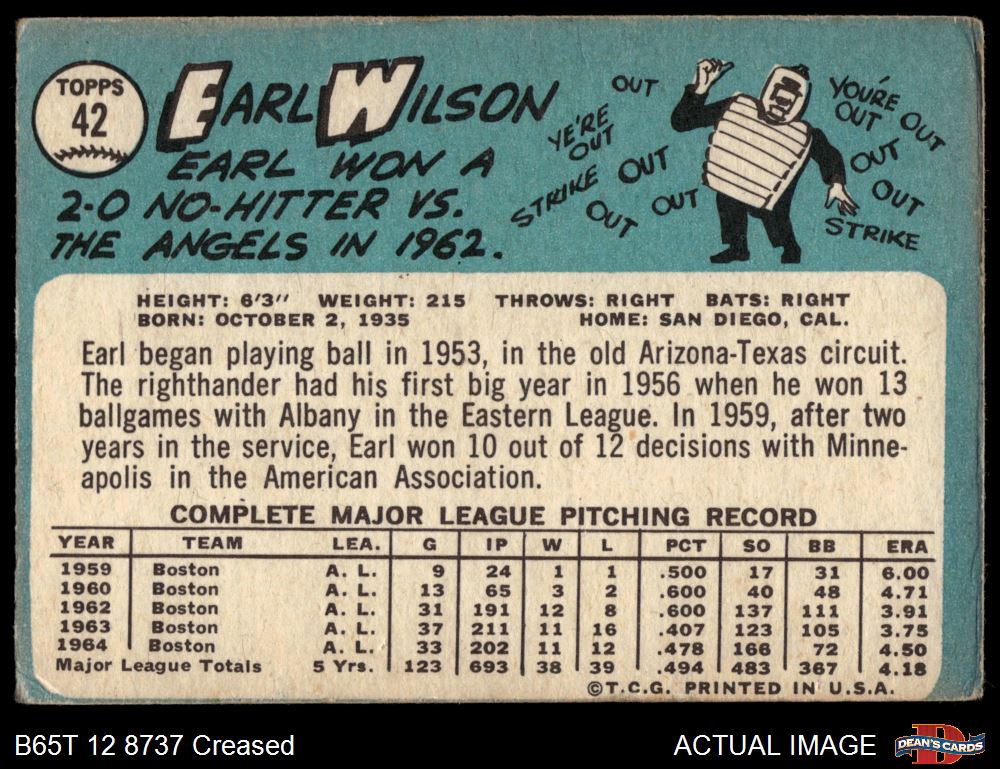 TOPPS
42
EARL WILSON
EARL WON A
2-0 NO-HITTER VS.
THE ANGELS IN 1962.
OUT
YE'RE
OUT
STRIKE
OUT
OUT
OUT
YOU'RE
OUT
OUT
OUT
OUT
STRIKE
HEIGHT: 6'3" WEIGHT: 215 THROWS: RIGHT BATS: RIGHT
BORN: OCTOBER 2, 1935 HOME: SAN DIEGO, CAL.
Earl began playing ball in 1953, in the old Arizona-Texas circuit.
The righthander had his first big year in 1956 when he won 13
ballgames with Albany in the Eastern League. In 1959, after two
years in the service, Earl won 10 out of 12 decisions with Minne-
apolis in the American Association.
COMPLETE MAJOR LEAGUE PITCHING RECORD
YEAR TEAM LEA. G IP W L PCT SO BB ERA
1959 Boston A. L. 9 24 1 1 .500 17 31 6.00
1960 Boston A. L. 13 65 3 2 .600 40 48 4.71
1962 Boston A. L. 31 191 12 8 .600 137 111 3.91
1963 Boston A. L. 37 211 11 16 .407 123 105 3.75
1964 Boston A. L. 33 202 11 12 .478 166 72 4.50
Major League Totals 5 Yrs. 123 693 38 39 .494 483 367 4.18
©T.C.G. PRINTED IN U.S.A.
B65T 12 8737 Creased
ACTUAL IMAGE
D
DEAN'S CARDS